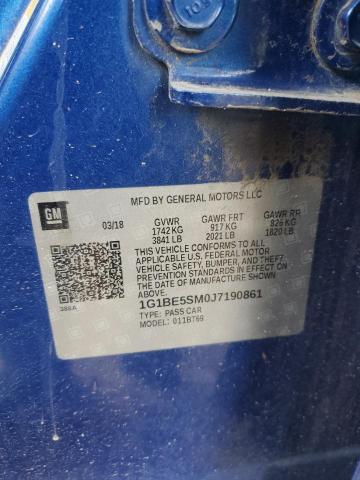 MFD BY GENERAL MOTORS LLC
GM
03/18
GVWR GAWR FRT GAWR RR
1742 KG 917 KG 826 KG
3841 LB 2021 LB 1820 LB
THIS VEHICLE CONFORMS TO ALL
APPLICABLE U.S. FEDERAL MOTOR
VEHICLE SAFETY, BUMPER, AND
THEFT PREVENTION STANDARDS
IN EFFECT ON THE DATE OF
MANUFACTURE SHOWN ABOVE.
1G1BE5SM0J7190861
TYPE: PASS CAR
MODEL: 011BT69